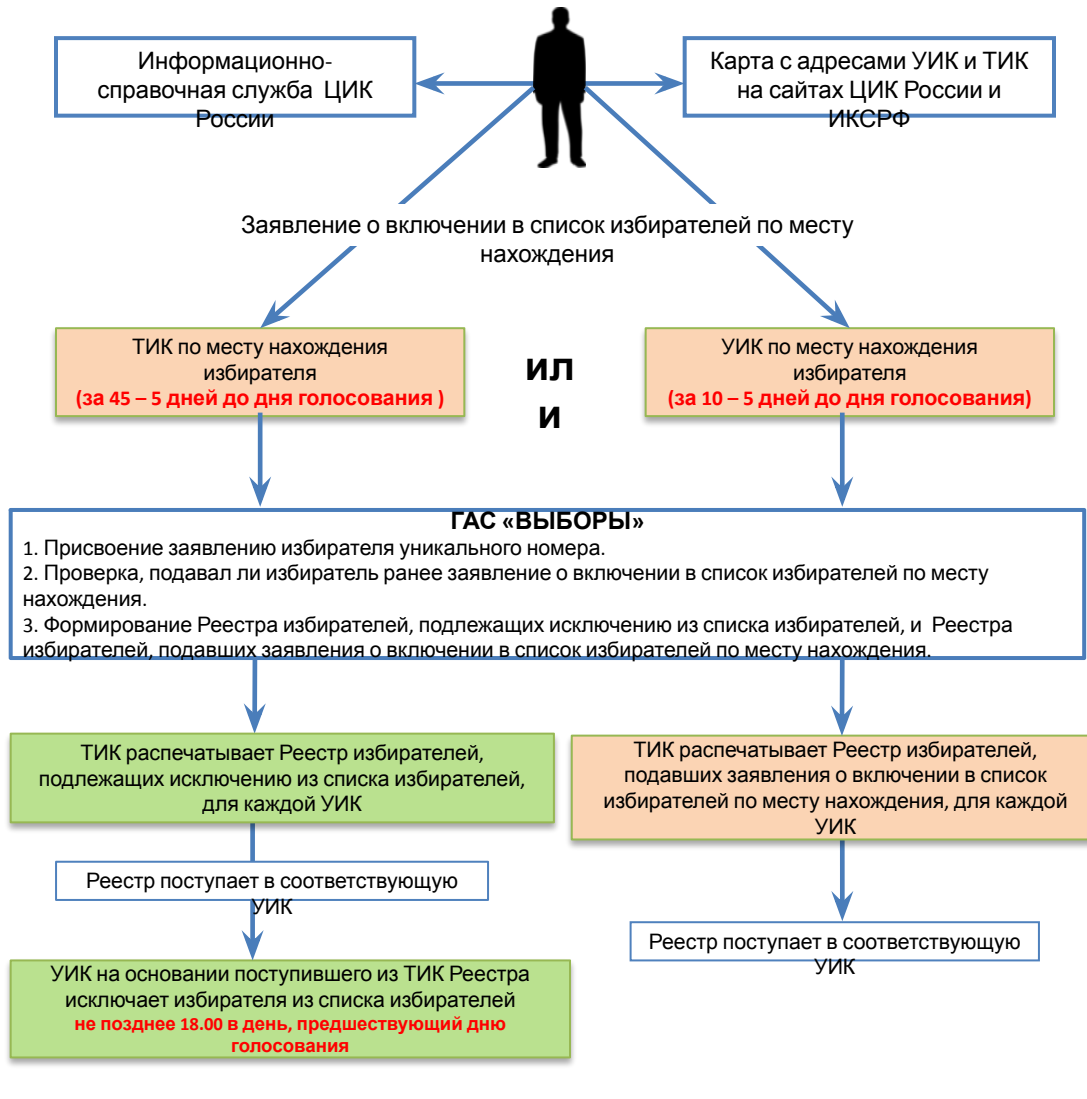 Информационно-
справочная служба ЦИК
России
Карта с адресами УИК и ТИК
на сайтах ЦИК России и
ИКСРФ
Заявление о включении в список избирателей по месту
нахождения
ТИК по месту нахождения
избирателя
(за 45 – 5 дней до дня голосования )
ИЛ
И
УИК по месту нахождения
избирателя
(за 10 – 5 дней до дня голосования)
ГАС «ВЫБОРЫ»
1. Присвоение заявлению избирателя уникального номера.
2. Проверка, подавал ли избиратель ранее заявление о включении в список избирателей по месту
нахождения.
3. Формирование Реестра избирателей, подлежащих исключению из списка избирателей, и Реестра
избирателей, подавших заявления о включении в список избирателей по месту нахождения.
ТИК распечатывает Реестр избирателей,
подлежащих исключению из списка избирателей,
для каждой УИК
ТИК распечатывает Реестр избирателей,
подавших заявления о включении в список
избирателей по месту нахождения, для каждой
УИК
Реестр поступает в соответствующую
УИК
Реестр поступает в соответствующую
УИК
УИК на основании поступившего из ТИК Реестра
исключает избирателя из списка избирателей
не позднее 18.00 в день, предшествующий дню
голосования